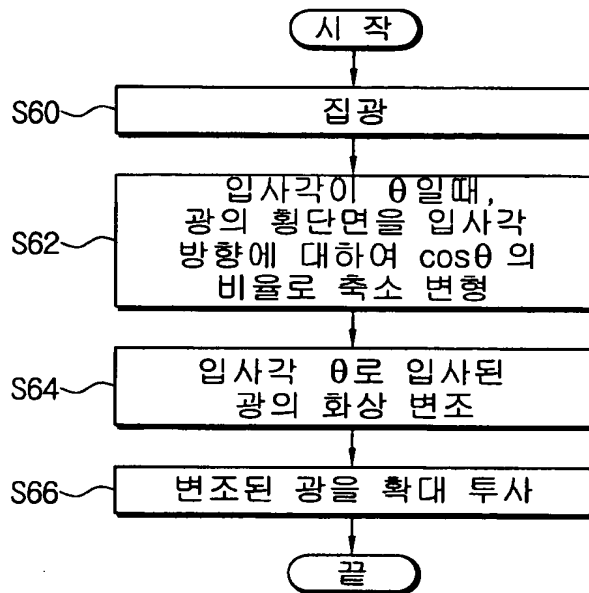 시 작
S60
집광
S62
입사각이 θ일때,
광의 횡단면을 입사각
방향에 대하여 cosθ 의
비율로 축소 변형
S64
입사각 θ로 입사된
광의 화상 변조
S66
변조된 광을 확대 투사
끝